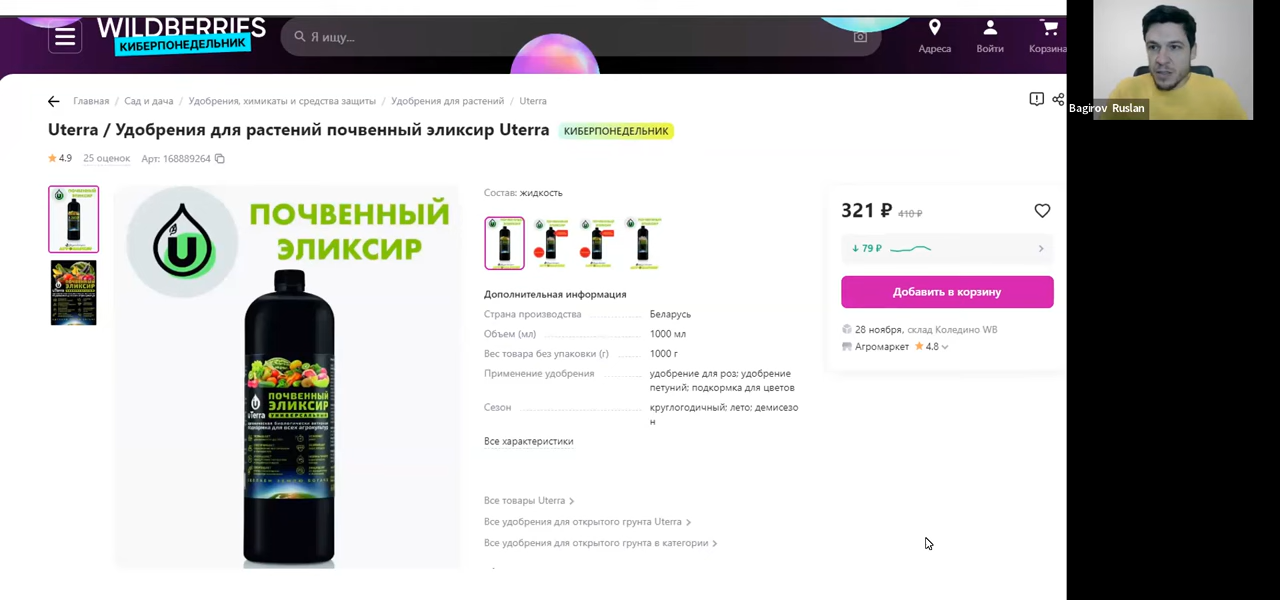 WILDBERRIES
КИБЕРПОНЕДЕЛЬНИК
Я ищу...
Адреса
Войти
Корзина
Bagirov Ruslan
Главная / Сад и дача / Удобрения, химикаты и средства защиты / Удобрения для растений / Uterra
Uterra / Удобрения для растений почвенный эликсир Uterra
КИБЕРПОНЕДЕЛЬНИК
4.9 25 оценок Арт: 168889264
ПОЧВЕННЫЙ
ЭЛИКСИР
U
ПОЧВЕННЫЙ
ЭЛИКСИР
УНИВЕРСАЛЬНЫЙ
uTerra
Состав: жидкость
Дополнительная информация
Страна производства Беларусь
Объем (мл) 1000 мл
Вес товара без упаковки (г) 1000 г
Применение удобрения удобрение для роз; удобрение
петуний; подкормка для цветов
Сезон круглогодичный; лето; демисезо
н
Все характеристики
Все товары Uterra
Все удобрения для открытого грунта Uterra
Все удобрения для открытого грунта в категории
321 ₽ 410 ₽
79 ₽
Добавить в корзину
28 ноября, склад Коледино WB
Агромаркет 4.8